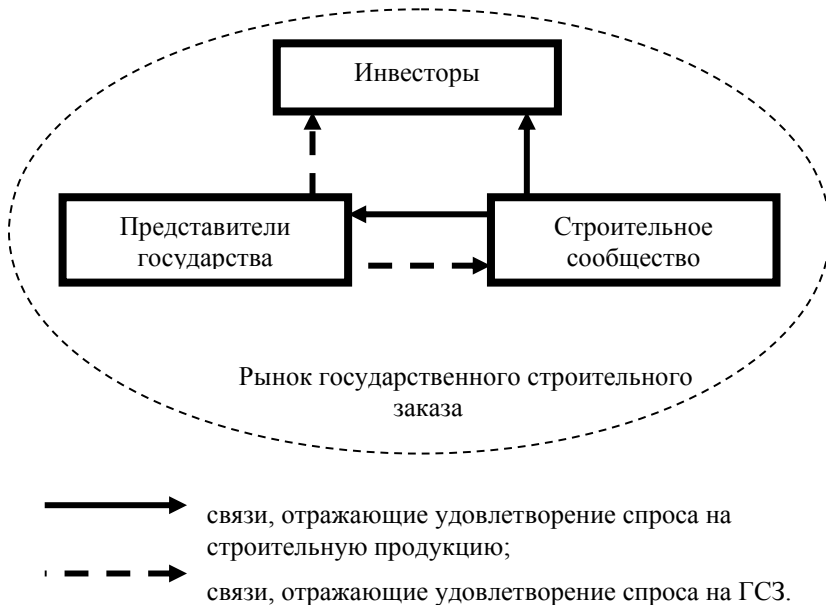 Инвесторы
Представители
государства
Строительное
сообщество
Рынок государственного строительного
заказа
связи, отражающие удовлетворение спроса на
строительную продукцию;
связи, отражающие удовлетворение спроса на ГСЗ.